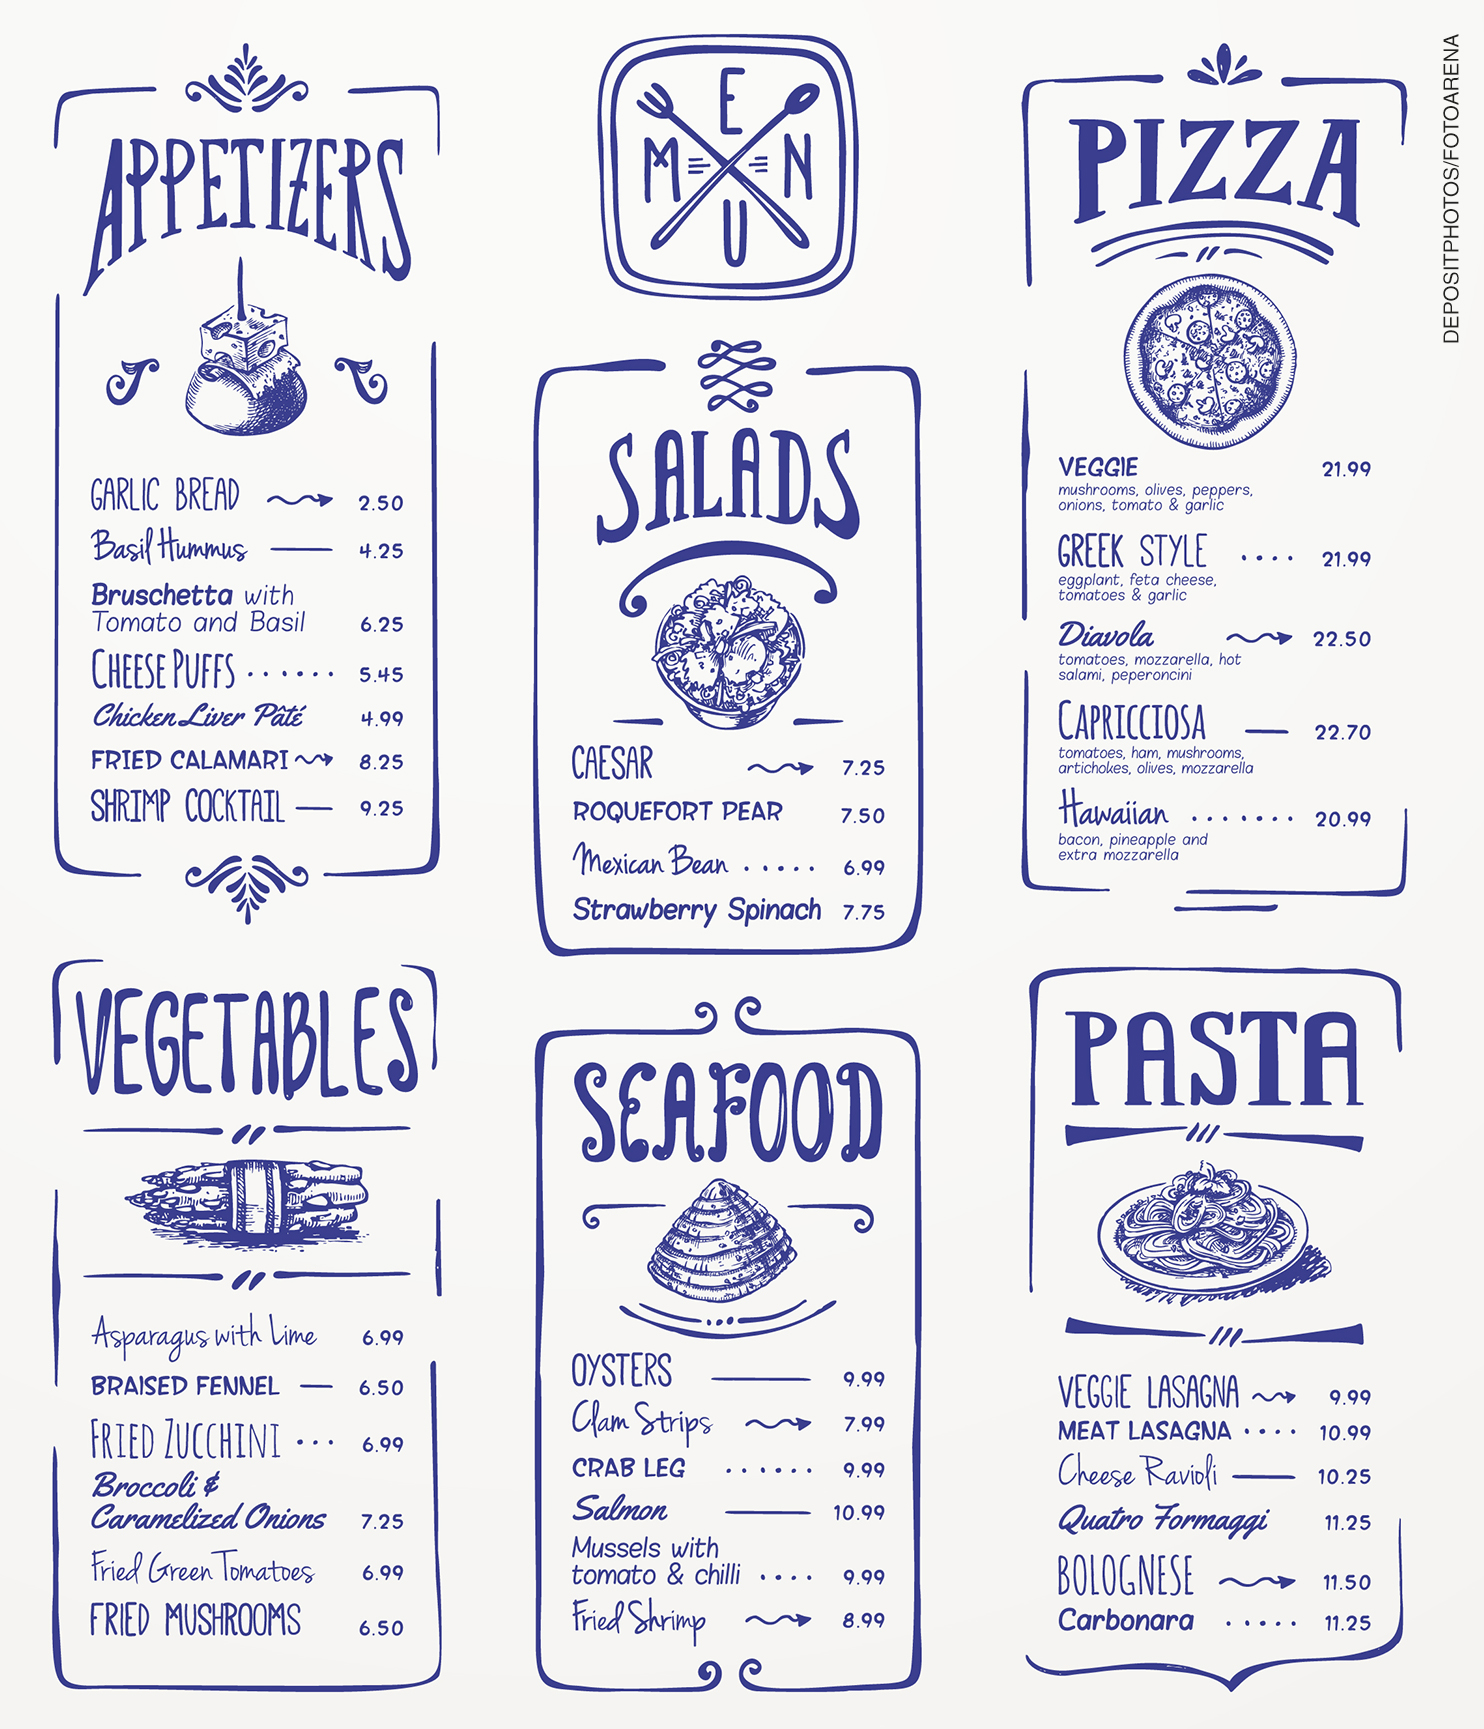 APPETIZERS
GARLIC BREAD 2.50
Basil Hummus 4.25
Bruschetta with
Tomato and Basil 6.25
CHEESE PUFFS 5.45
Chicken Liver Pâté 4.99
FRIED CALAMARI 8.25
SHRIMP COCKTAIL 9.25
VEGETABLES
Asparagus with Lime 6.99
BRAISED FENNEL 6.50
FRIED ZUCCHINI 6.99
Broccoli &
Caramelized Onions 7.25
Fried Green Tomatoes 6.99
FRIED MUSHROOMS 6.50
MENU
SALADS
CAESAR 7.25
ROQUEFORT PEAR 7.50
Mexican Bean 6.99
Strawberry Spinach 7.75
SEAFOOD
OYSTERS 9.99
Clam Strips 7.99
CRAB LEG 9.99
Salmon 10.99
Mussels with
tomato & chilli 9.99
Fried Shrimp 8.99
PIZZA
VEGGIE 21.99
mushrooms, olives, peppers,
onions, tomato & garlic
GREEK STYLE 21.99
eggplant, feta cheese,
tomatoes & garlic
Diavola 22.50
tomatoes, mozzarella, hot
salami, peperoncini
CAPRICCIOSA 22.70
tomatoes, ham, mushrooms,
artichokes, olives, mozzarella
Hawaiian 20.99
bacon, pineapple and
extra mozzarella
PASTA
VEGGIE LASAGNA 9.99
MEAT LASAGNA 10.99
Cheese Ravioli 10.25
Quatro Formaggi 11.25
BOLOGNESE 11.50
Carbonara 11.25
DEPOSITPHOTOS/FOTOARENA